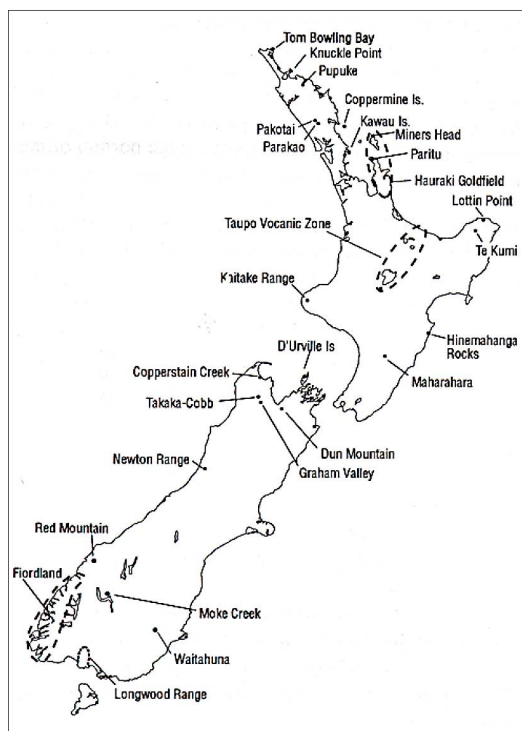 Tom Bowling Bay
Knuckle Point
Pupuke
Coppermine Is.
Kawau Is.
Pakotai
Parakao
Miners Head
Paritu
Hauraki Goldfield
Lottin Point
Taupo Vocanic Zone
Te Kumi
Kaitake Range
D'Urville Is
Hinemahanga
Rocks
Copperstain Creek
Maharahara
Takaka-Cobb
Dun Mountain
Graham Valley
Newton Range
Red Mountain
Fiordland
Moke Creek
Waitahuna
Longwood Range